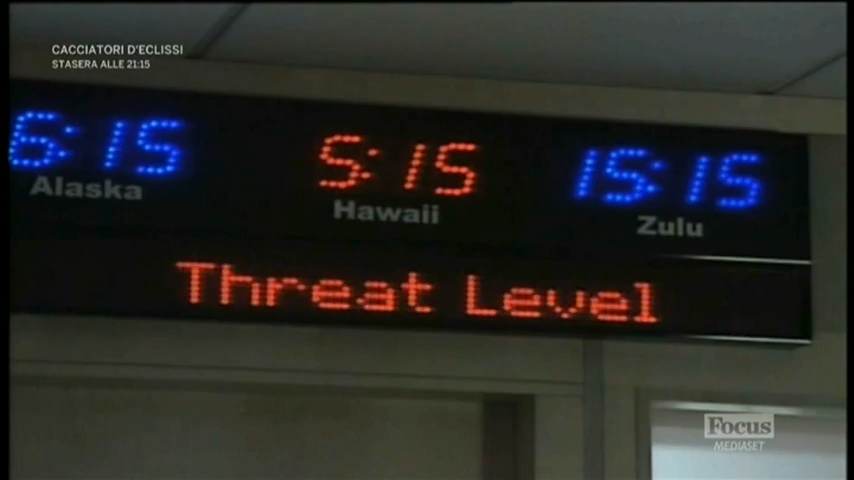 CACCIATORI D'ECLISSI
STASERA ALLE 21:15
6:15 5:15 15:15
Alaska Hawaii Zulu
Threat Level
Focus
MEDIASET